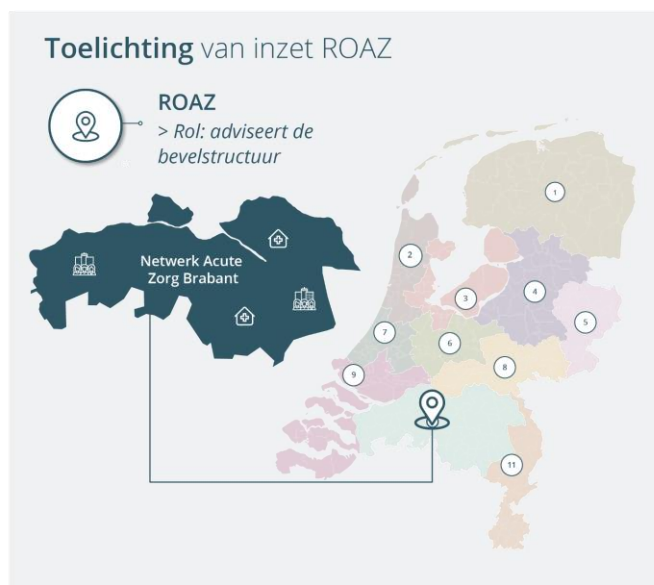 Toelichting van inzet ROAZ
ROAZ
> Rol: adviseert de
bevelstructuur
Netwerk Acute
Zorg Brabant
1
2
3
4
5
6
7
8
9
11